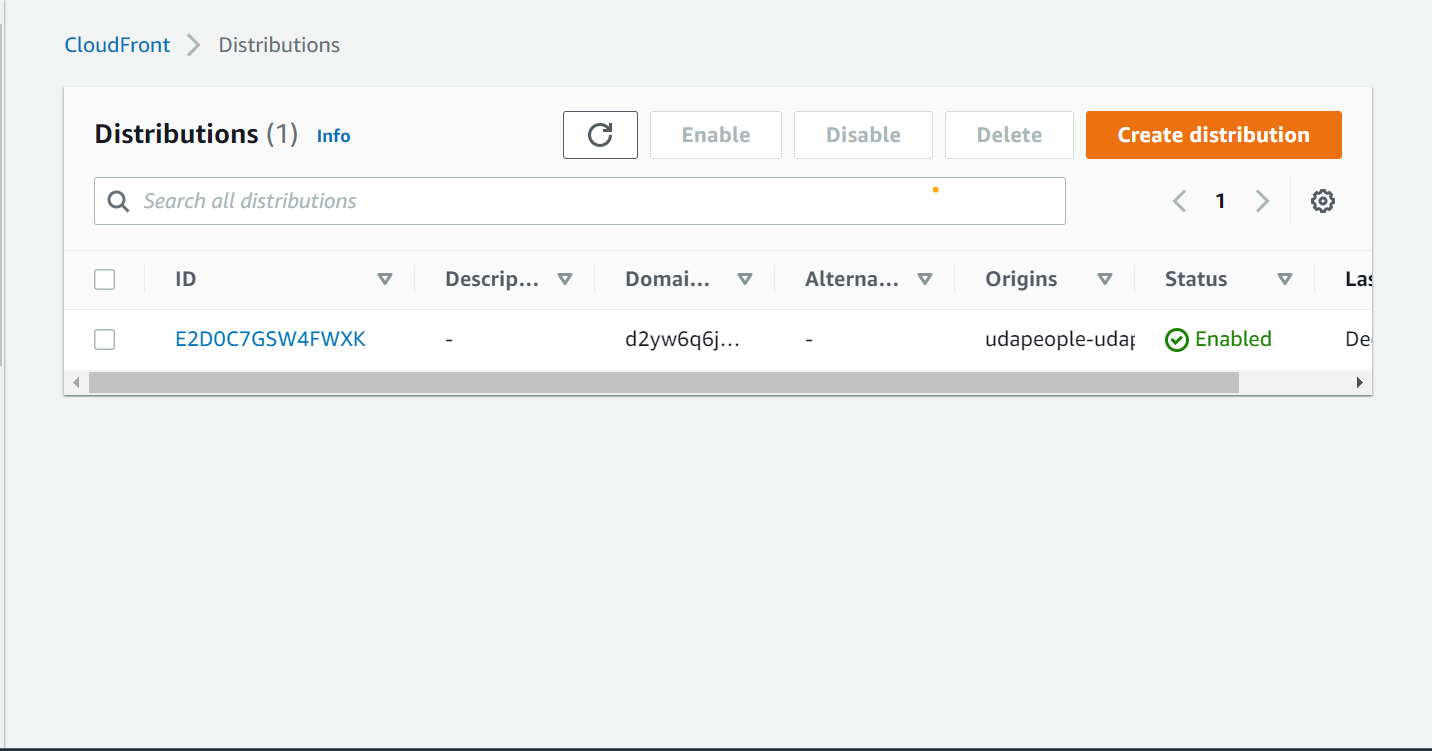 CloudFront > Distributions
Distributions (1) Info
Enable Disable Delete Create distribution
Search all distributions 1
ID Descrip... Domai... Alterna... Origins Status Las
E2D0C7GSW4FWXK - d2yw6q6j... - udapeople-udap Enabled De